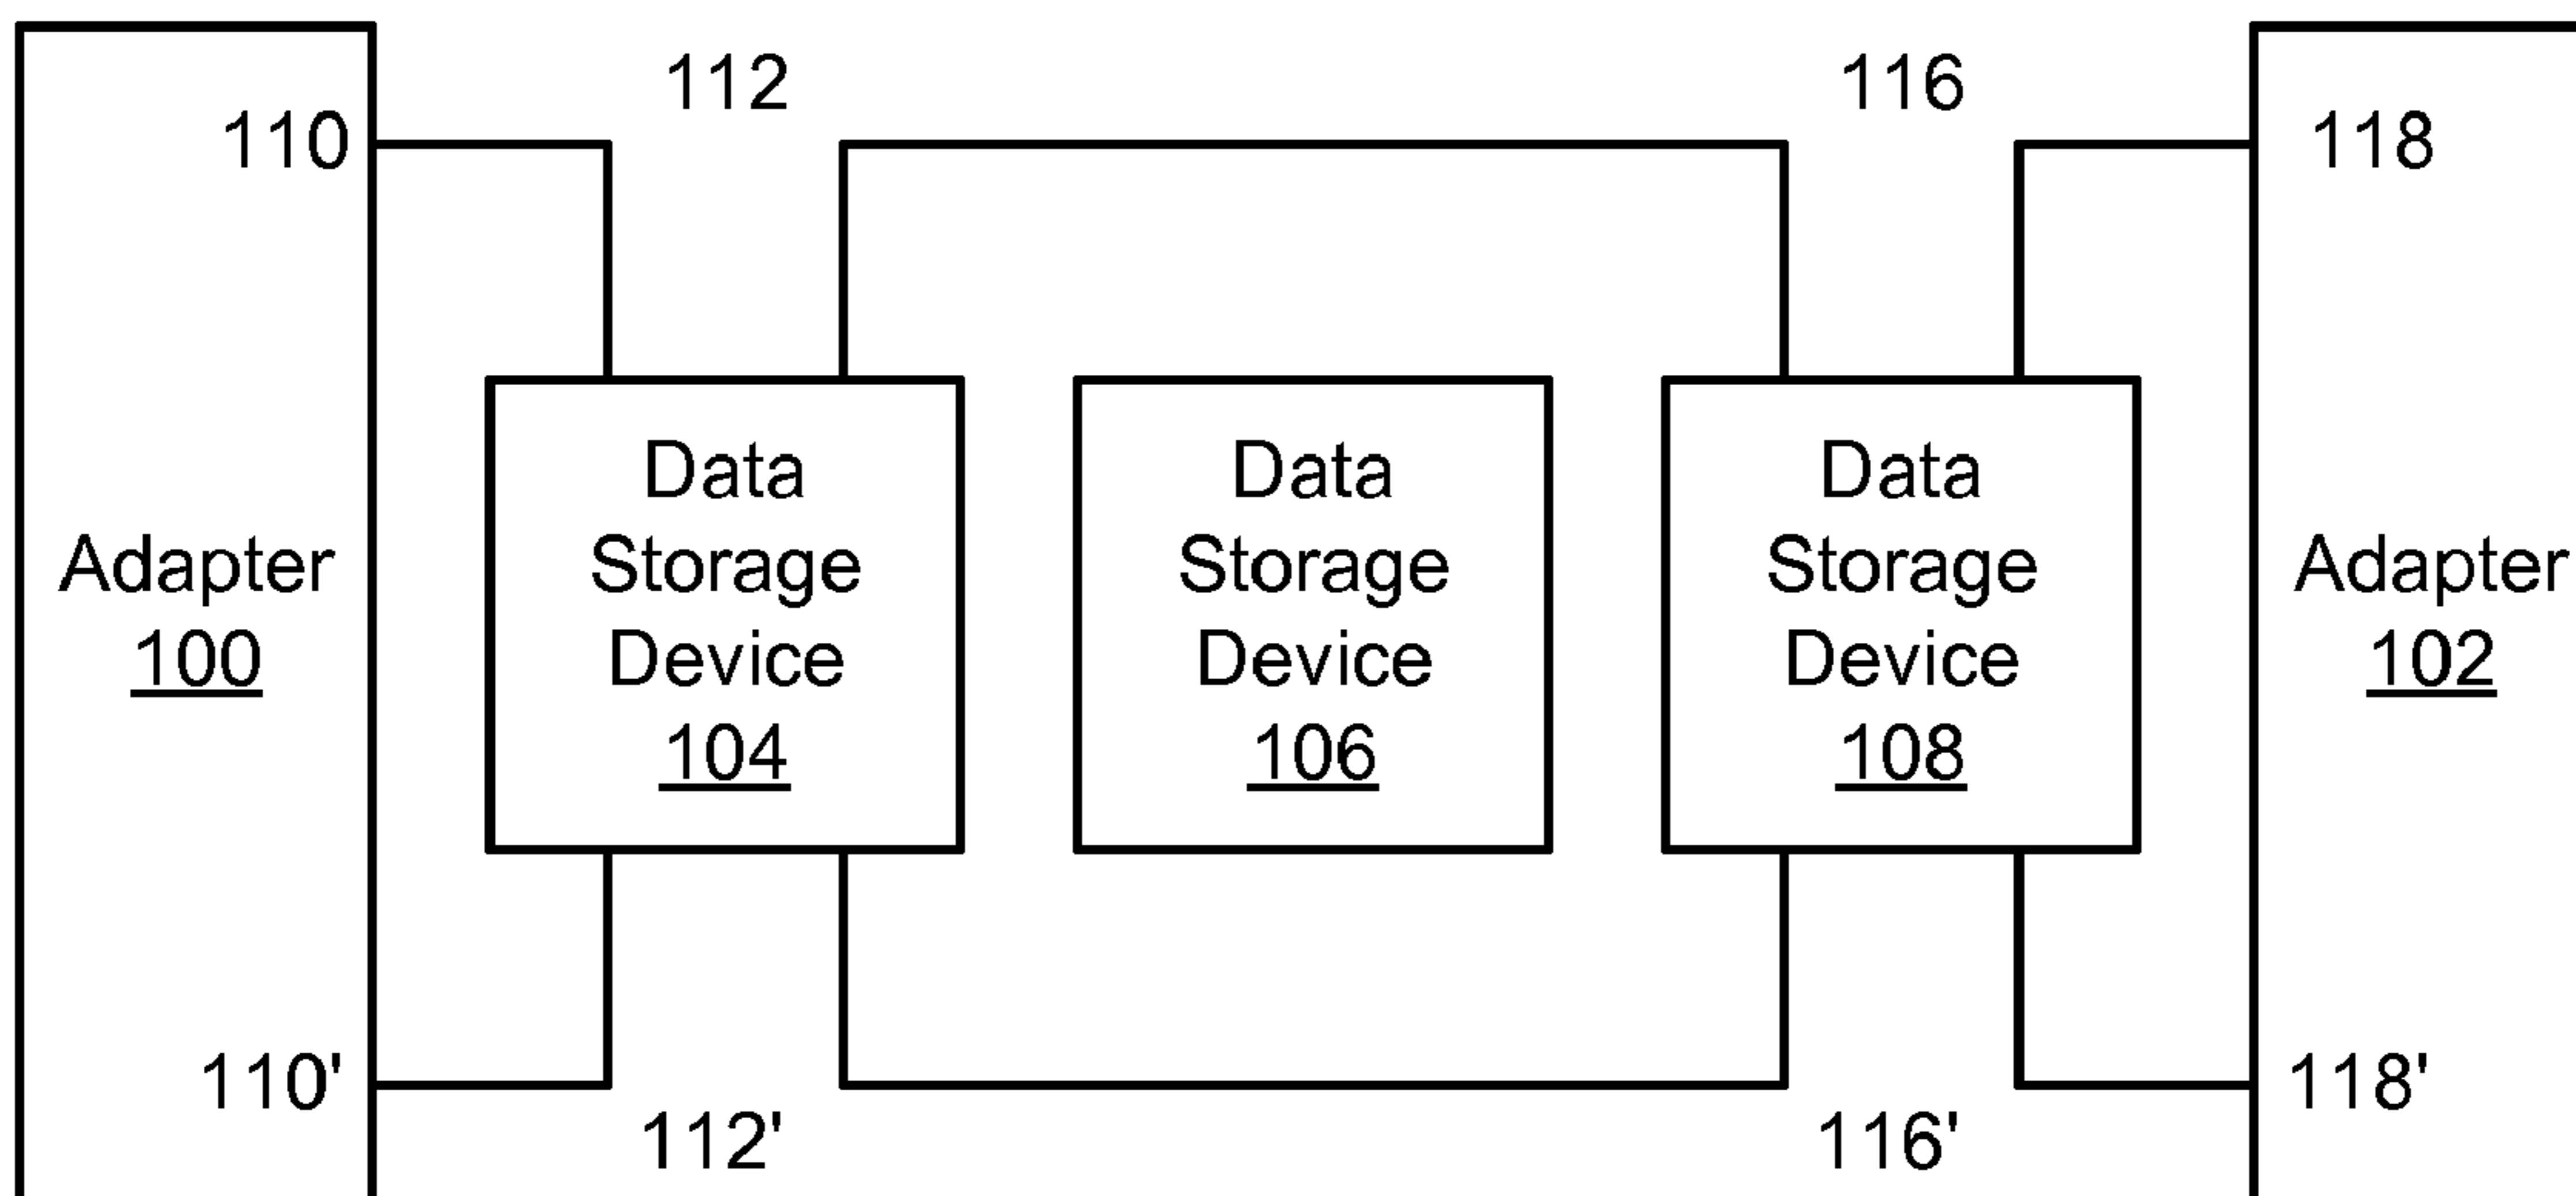 112
116
110
118
Data
Storage
Device
104
Data
Storage
Device
106
Data
Storage
Device
108
Adapter
100
Adapter
102
110'
118'
112'
116'